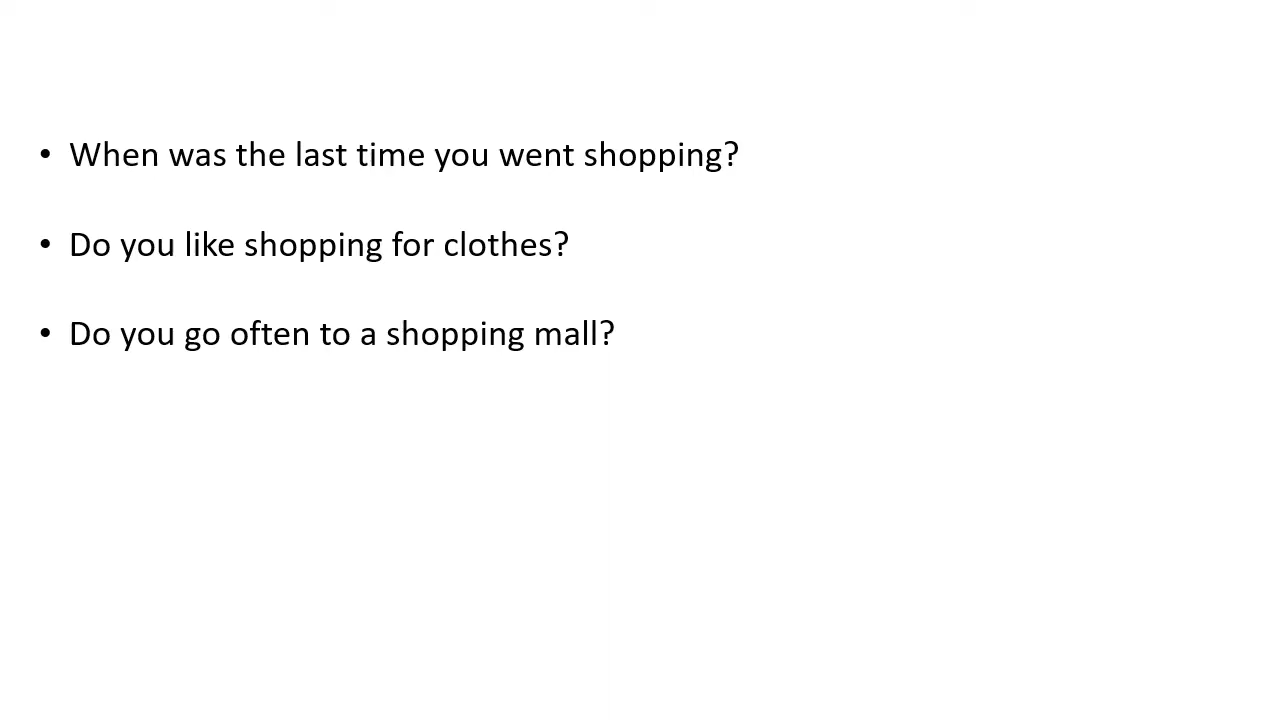 • When was the last time you went shopping?
• Do you like shopping for clothes?
• Do you go often to a shopping mall?